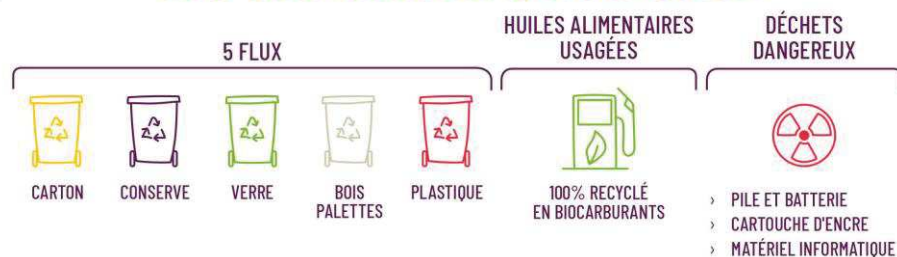 5 FLUX
CARTON
CONSERVE
VERRE
BOIS
PALETTES
PLASTIQUE
HUILES ALIMENTAIRES
USAGÉES
100% RECYCLÉ
EN BIOCARBURANTS
DÉCHETS
DANGEREUX
› PILE ET BATTERIE
› CARTOUCHE D'ENCRE
› MATÉRIEL INFORMATIQUE